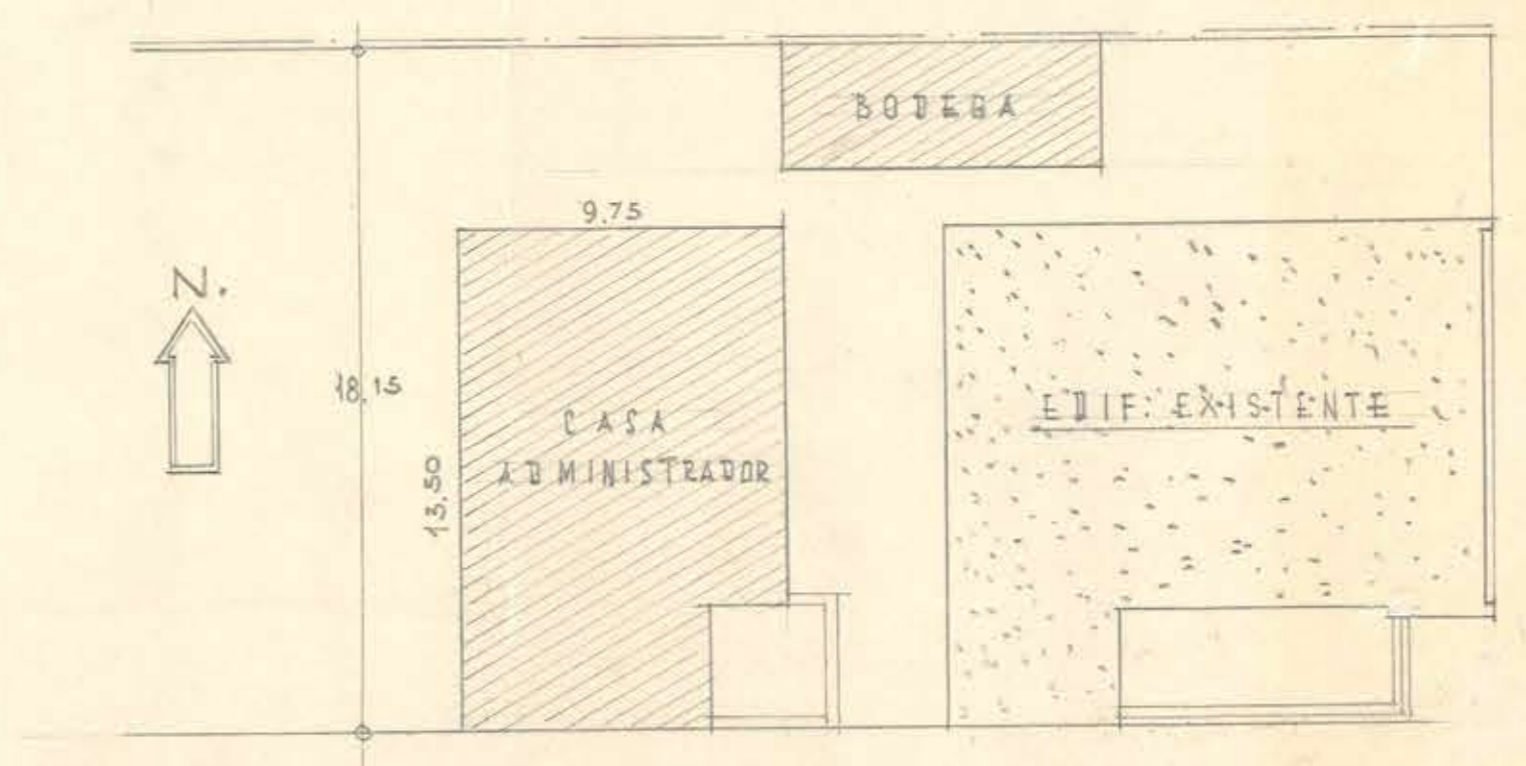 BODEGA
9.75
N.
18,15
CASA
ADMINISTRADOR
13.50
EDIF: EXISTENTE